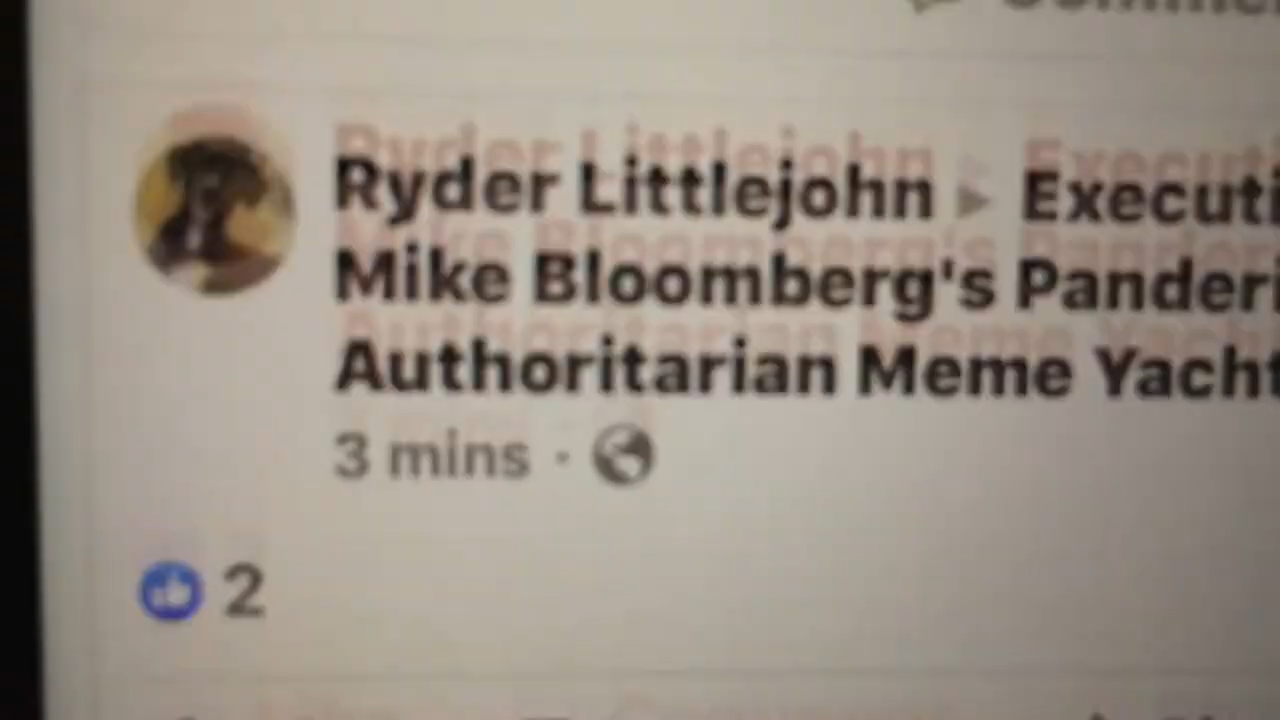 Ryder Littlejohn ▸ Executi
Mike Bloomberg's Panderi
Authoritarian Meme Yacht
3 mins ·
2